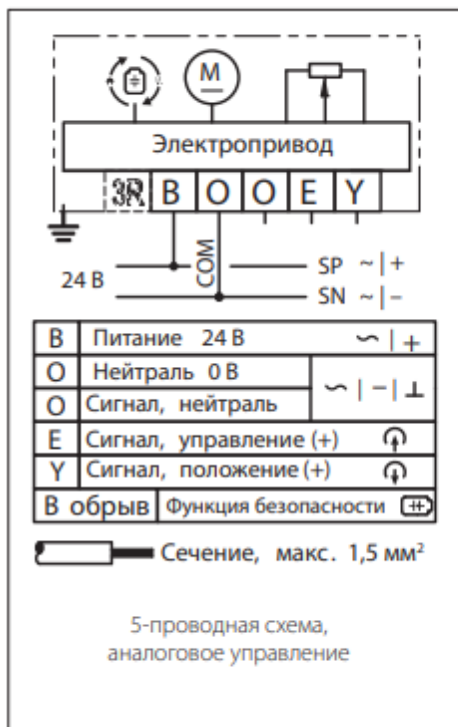 M
Электропривод
3R B O O E Y
COM
SP ~ | +
24 В
SN ~ | –
B Питание 24 В ~ | +
O Нейтраль 0 В
~ | – | ⊥
O Сигнал, нейтраль
E Сигнал, управление (+)
Y Сигнал, положение (+)
В обрыв Функция безопасности
Сечение, макс. 1,5 мм²
5-проводная схема,
аналоговое управление